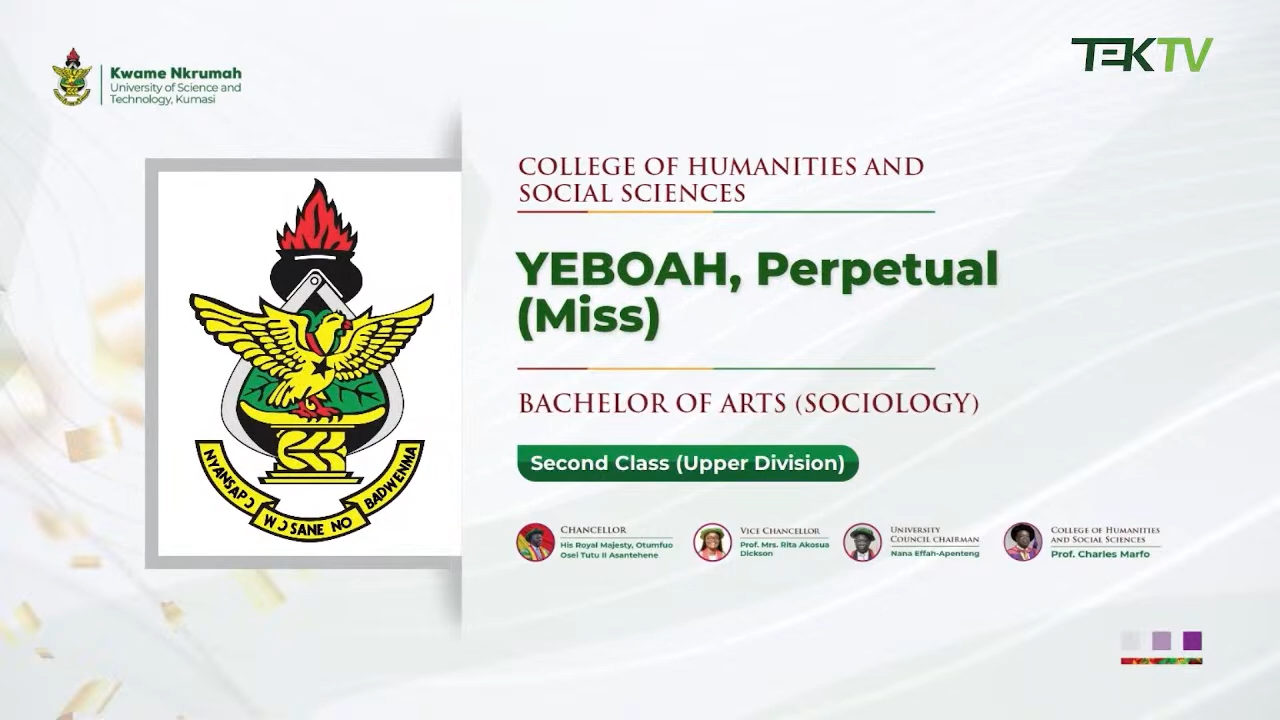 Kwame Nkrumah
University of Science and
Technology, Kumasi
TEKTV
COLLEGE OF HUMANITIES AND
SOCIAL SCIENCES
YEBOAH, Perpetual
(Miss)
BACHELOR OF ARTS (SOCIOLOGY)
Second Class (Upper Division)
NYANSAPƆ WƆSANE NO BADWENMA
CHANCELLOR
His Royal Majesty, Otumfuo
Osei Tutu II Asantehene
VICE CHANCELLOR
Prof. Mrs. Rita Akosua
Dickson
UNIVERSITY
COUNCIL CHAIRMAN
Nana Effah-Apenteng
COLLEGE OF HUMANITIES
AND SOCIAL SCIENCES
Prof. Charles Marfo